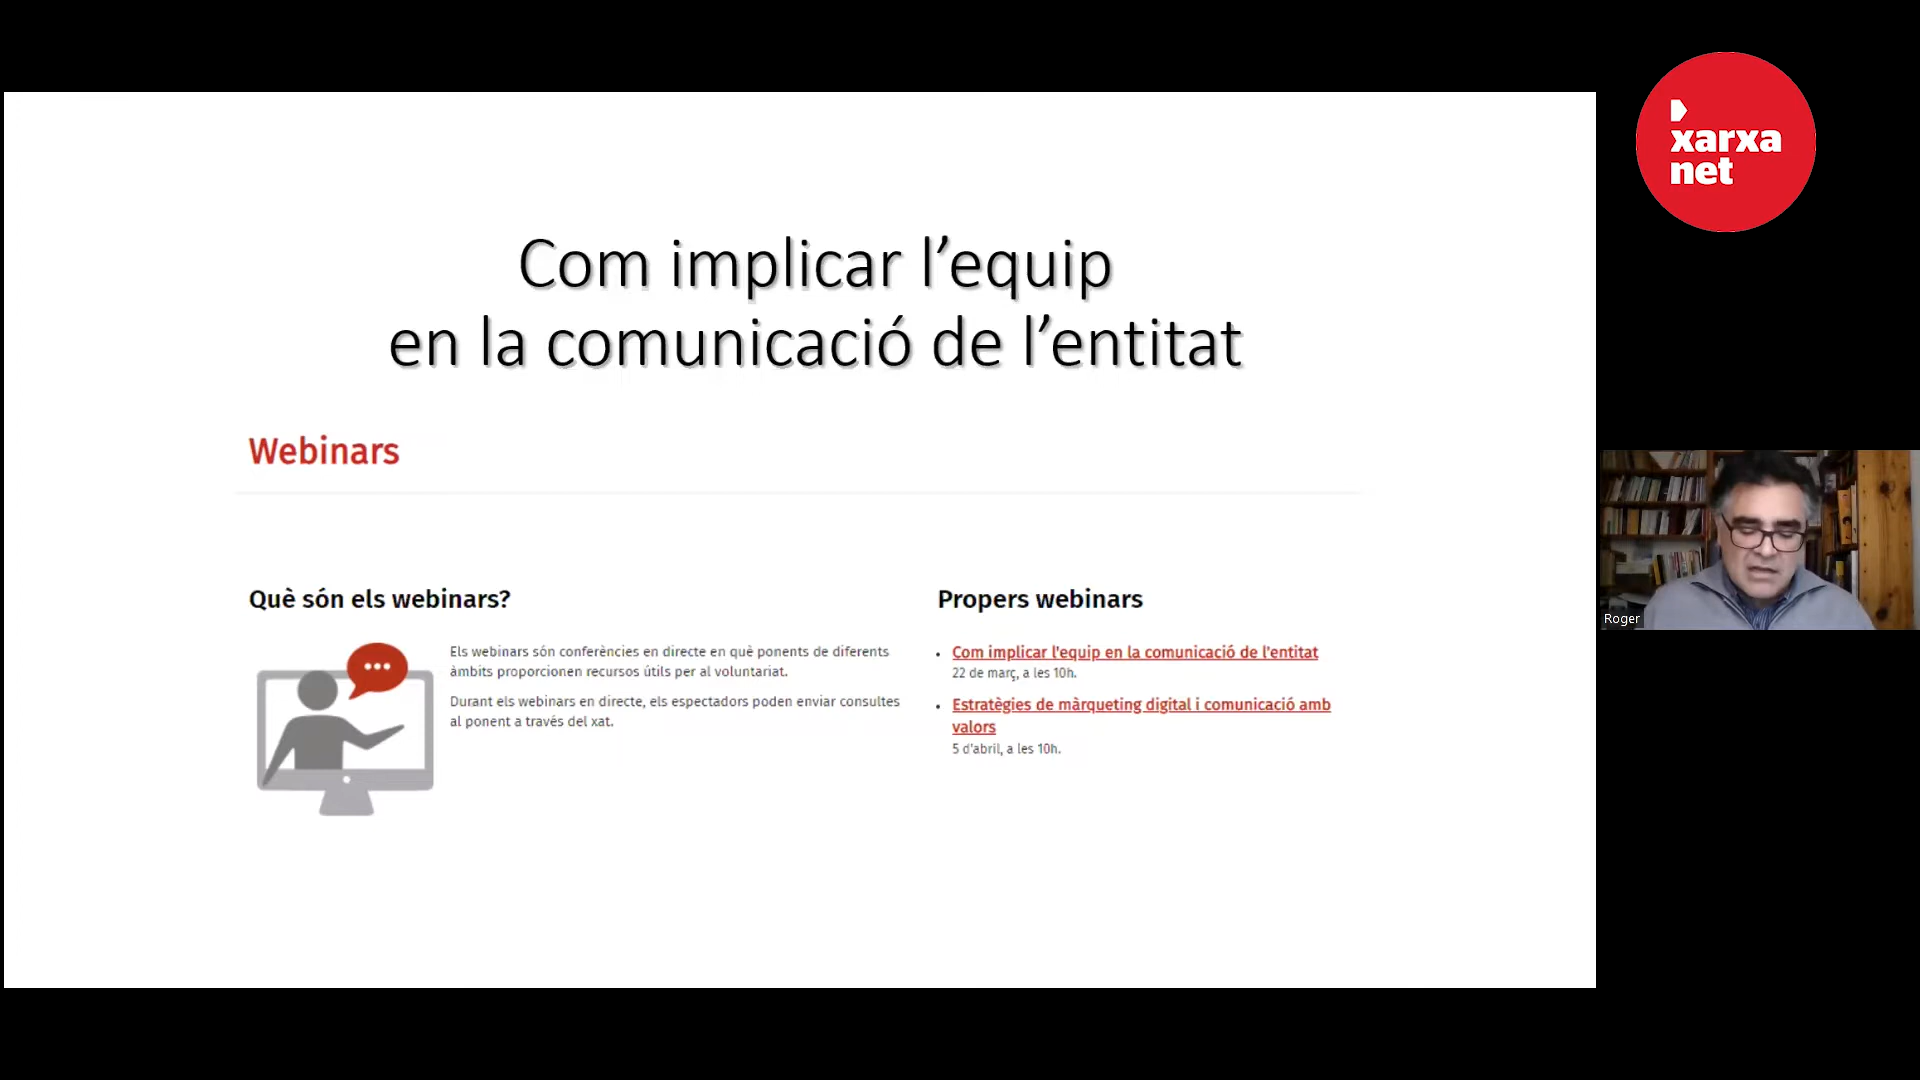 xarxa
net
Com implicar l’equip
en la comunicació de l’entitat
Webinars
Què són els webinars?
Els webinars són conferències en directe en què ponents de diferents
àmbits proporcionen recursos útils per al voluntariat.
Durant els webinars en directe, els espectadors poden enviar consultes
al ponent a través del xat.
Propers webinars
Com implicar l'equip en la comunicació de l'entitat
22 de març, a les 10h.
Estratègies de màrqueting digital i comunicació amb
valors
5 d'abril, a les 10h.
Roger